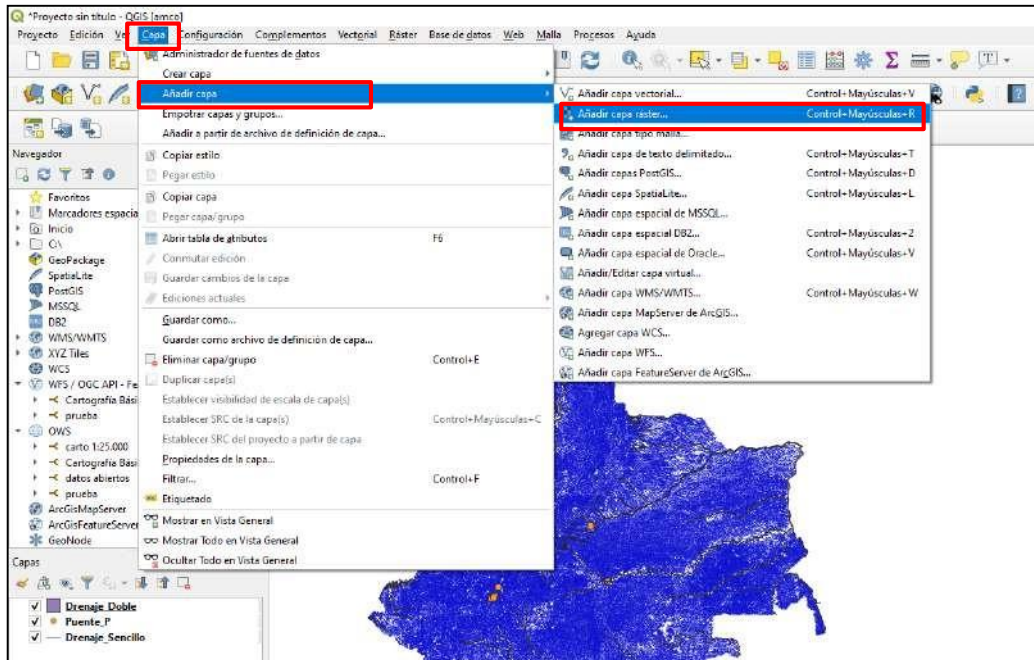 *Proyecto sin título - QGIS [amco]
Proyecto Edición Ve Capa Configuración Complementos Vectorial Ráster Base de datos Web Malla Procesos Ayuda
Administrador de fuentes de datos
Crear capa
Añadir capa
Empotrar capas y grupos...
Añadir a partir de archivo de definición de capa...
Copiar estilo
Pegar estilo
Copiar capa
Pegar capa/grupo
Abrir tabla de atributos F6
Conmutar edición
Guardar cambios de la capa
Ediciones actuales
Guardar como...
Guardar como archivo de definición de capa...
Eliminar capa/grupo Control+E
Duplicar capa(s)
Establecer visibilidad de escala de capa(s)
Establecer SRC de la capa(s) Control+Mayúsculas+C
Establecer SRC del proyecto a partir de capa
Propiedades de la capa...
Filtrar... Control+F
Etiquetado
Mostrar en Vista General
Mostrar Todo en Vista General
Ocultar Todo en Vista General
Añadir capa vectorial... Control+Mayúsculas+V
Añadir capa ráster... Control+Mayúsculas+R
Añadir capa tipo malla...
Añadir capa de texto delimitado... Control+Mayúsculas+T
Añadir capas PostGIS... Control+Mayúsculas+D
Añadir capa SpatiaLite... Control+Mayúsculas+L
Añadir capa espacial de MSSQL...
Añadir capa espacial DB2... Control+Mayúsculas+2
Añadir capa espacial de Oracle... Control+Mayúsculas+V
Añadir/Editar capa virtual...
Añadir capa WMS/WMTS... Control+Mayúsculas+W
Añadir capa MapServer de ArcGIS...
Agregar capa WCS...
Añadir capa WFS...
Añadir capa FeatureServer de ArcGIS...
Navegador
Favoritos
Marcadores espacia
Inicio
C:\
GeoPackage
SpatiaLite
PostGIS
MSSQL
DB2
WMS/WMTS
XYZ Tiles
WCS
WFS / OGC API - Fe
Cartografía Bási
prueba
OWS
carto 1:25.000
Cartografía Bási
datos abiertos
prueba
ArcGisMapServer
ArcGisFeatureServer
GeoNode
Capas
Drenaje_Doble
Puente_P
Drenaje_Sencillo